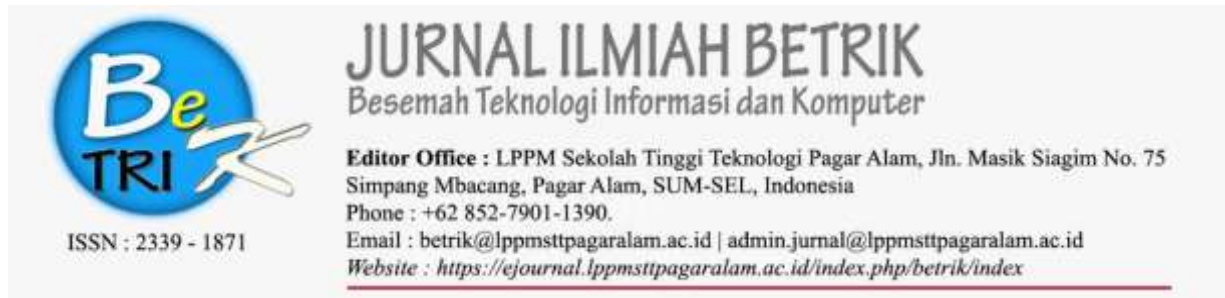 Be
TRI K
ISSN : 2339 - 1871
JURNAL ILMIAH BETRIK
Besemah Teknologi Informasi dan Komputer
Editor Office : LPPM Sekolah Tinggi Teknologi Pagar Alam, Jln. Masik Siagim No. 75
Simpang Mbacang, Pagar Alam, SUM-SEL, Indonesia
Phone : +62 852-7901-1390.
Email : betrik@lppmsttpagaralam.ac.id | admin.jurnal@lppmsttpagaralam.ac.id
Website : https://ejournal.lppmsttpagaralam.ac.id/index.php/betrik/index